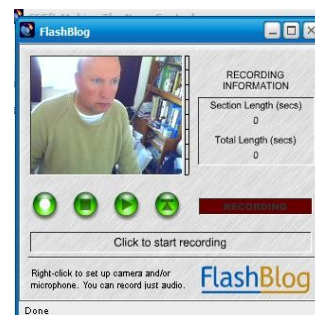 FlashBlog
RECORDING
INFORMATION
Section Length (secs)
0
Total Length (secs)
0
RECORDING
Click to start recording
Right-click to set up camera and/or
microphone. You can record just audio.
FlashBlog
Done